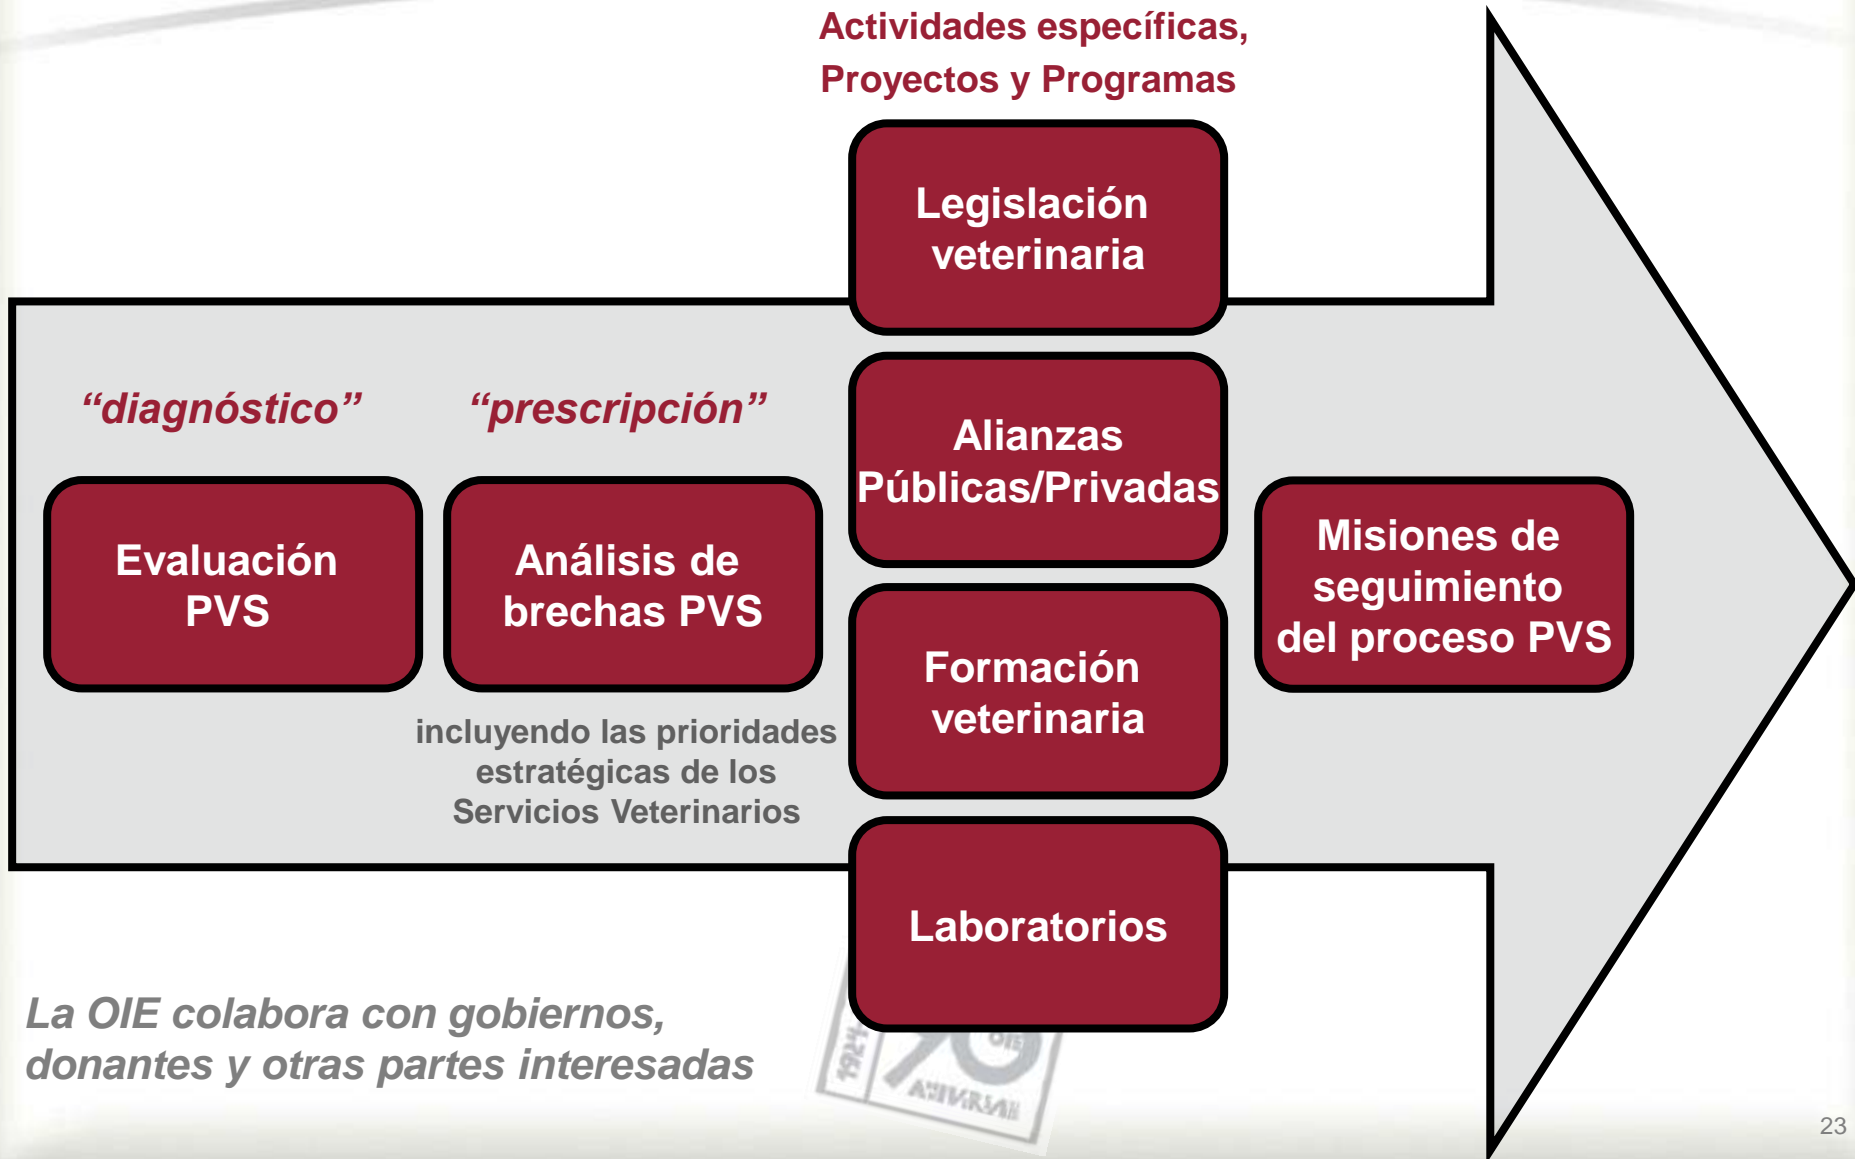 Actividades específicas,
Proyectos y Programas
Legislación
veterinaria
“diagnóstico”
“prescripción”
Alianzas
Públicas/Privadas
Evaluación
PVS
Análisis de
brechas PVS
Misiones de
seguimiento
del proceso PVS
Formación
veterinaria
incluyendo las prioridades
estratégicas de los
Servicios Veterinarios
Laboratorios
La OIE colabora con gobiernos,
donantes y otras partes interesadas
OIE
23